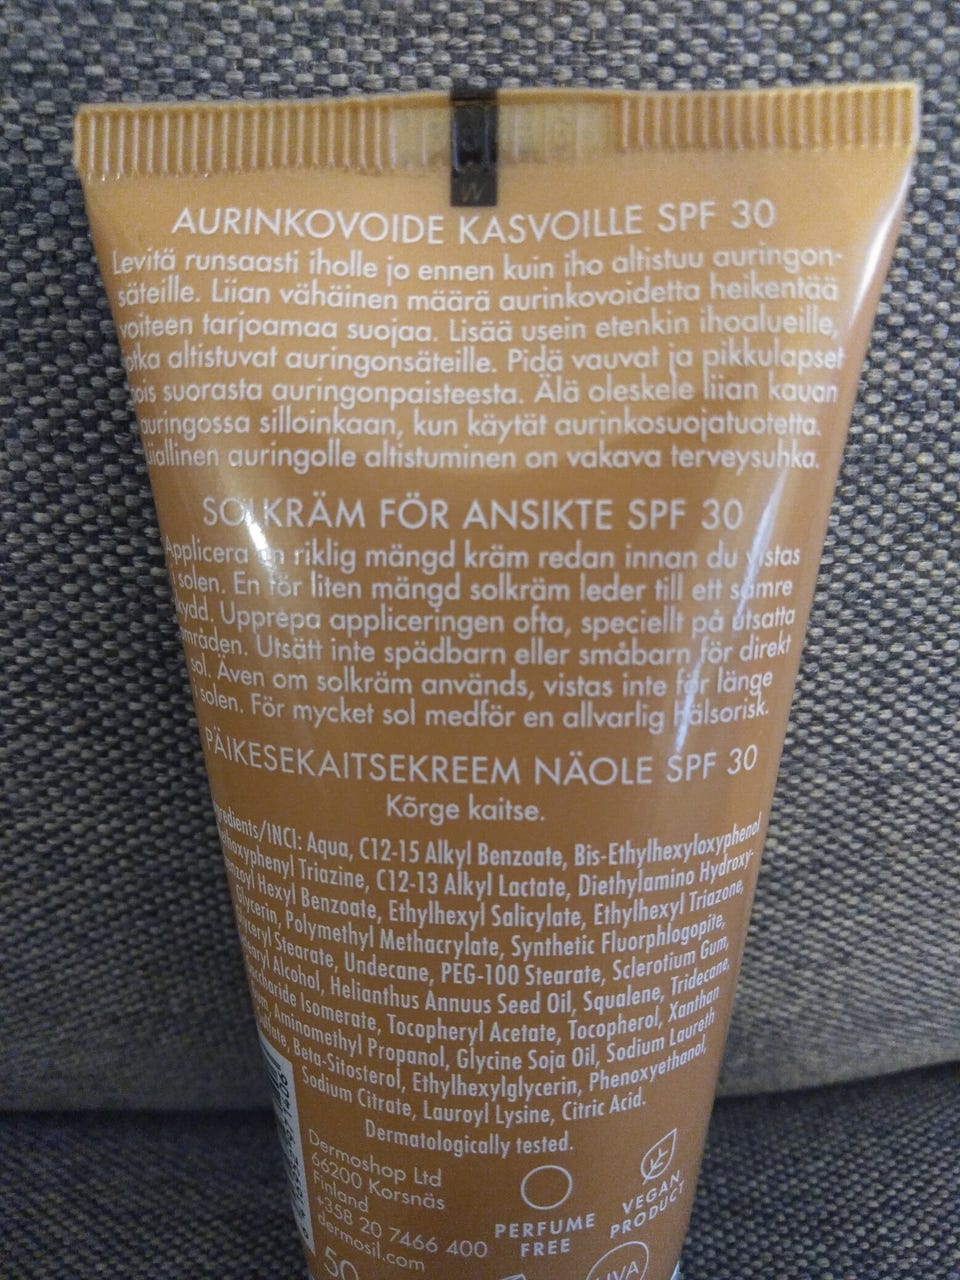 AURINKOVOIDE KASVOILLE SPF 30
Levitä runsaasti iholle jo ennen kuin iho altistuu auringon-
säteille. Liian vähäinen määrä aurinkovoidetta heikentää
voiteen tarjoamaa suojaa. Lisää usein etenkin ihoalueille,
jotka altistuvat auringonsäteille. Pidä vauvat ja pikkulapset
pois suorasta auringonpaisteesta. Älä oleskele liian kauan
auringossa silloinkaan, kun käytät aurinkosuojatuotetta.
Liiallinen auringolle altistuminen on vakava terveysuhka.
SOLKRÄM FÖR ANSIKTE SPF 30
Applicera en riklig mängd kräm redan innan du vistas
i solen. En för liten mängd solkräm leder till ett sämre
skydd. Upprepa appliceringen ofta, speciellt på utsatta
områden. Utsätt inte spädbarn eller småbarn för direkt
sol. Även om solkräm används, vistas inte för länge
i solen. För mycket sol medför en allvarlig hälsorisk.
PÄIKESEKAITSEKREEM NÄOLE SPF 30
Kõrge kaitse.
Ingredients/INCI: Aqua, C12-15 Alkyl Benzoate, Bis-Ethylhexyloxyphenol
Methoxyphenyl Triazine, C12-13 Alkyl Lactate, Diethylamino Hydroxy-
benzoyl Hexyl Benzoate, Ethylhexyl Salicylate, Ethylhexyl Triazone,
Glycerin, Polymethyl Methacrylate, Synthetic Fluorphlogopite,
Glyceryl Stearate, Undecane, PEG-100 Stearate, Sclerotium Gum,
Alcohol, Helianthus Annuus Seed Oil, Squalene, Tridecane,
Saccharide Isomerate, Tocopheryl Acetate, Tocopherol, Xanthan
Gum, Aminomethyl Propanol, Glycine Soja Oil, Sodium Laureth
Sulfate, Beta-Sitosterol, Ethylhexylglycerin, Phenoxyethanol,
Sodium Citrate, Lauroyl Lysine, Citric Acid.
Dermatologically tested.
Dermoshop Ltd
66200 Korsnäs
Finland
+358 20 7466 400
dermosil.com
PERFUME
FREE
VEGAN
PRODUCT
50